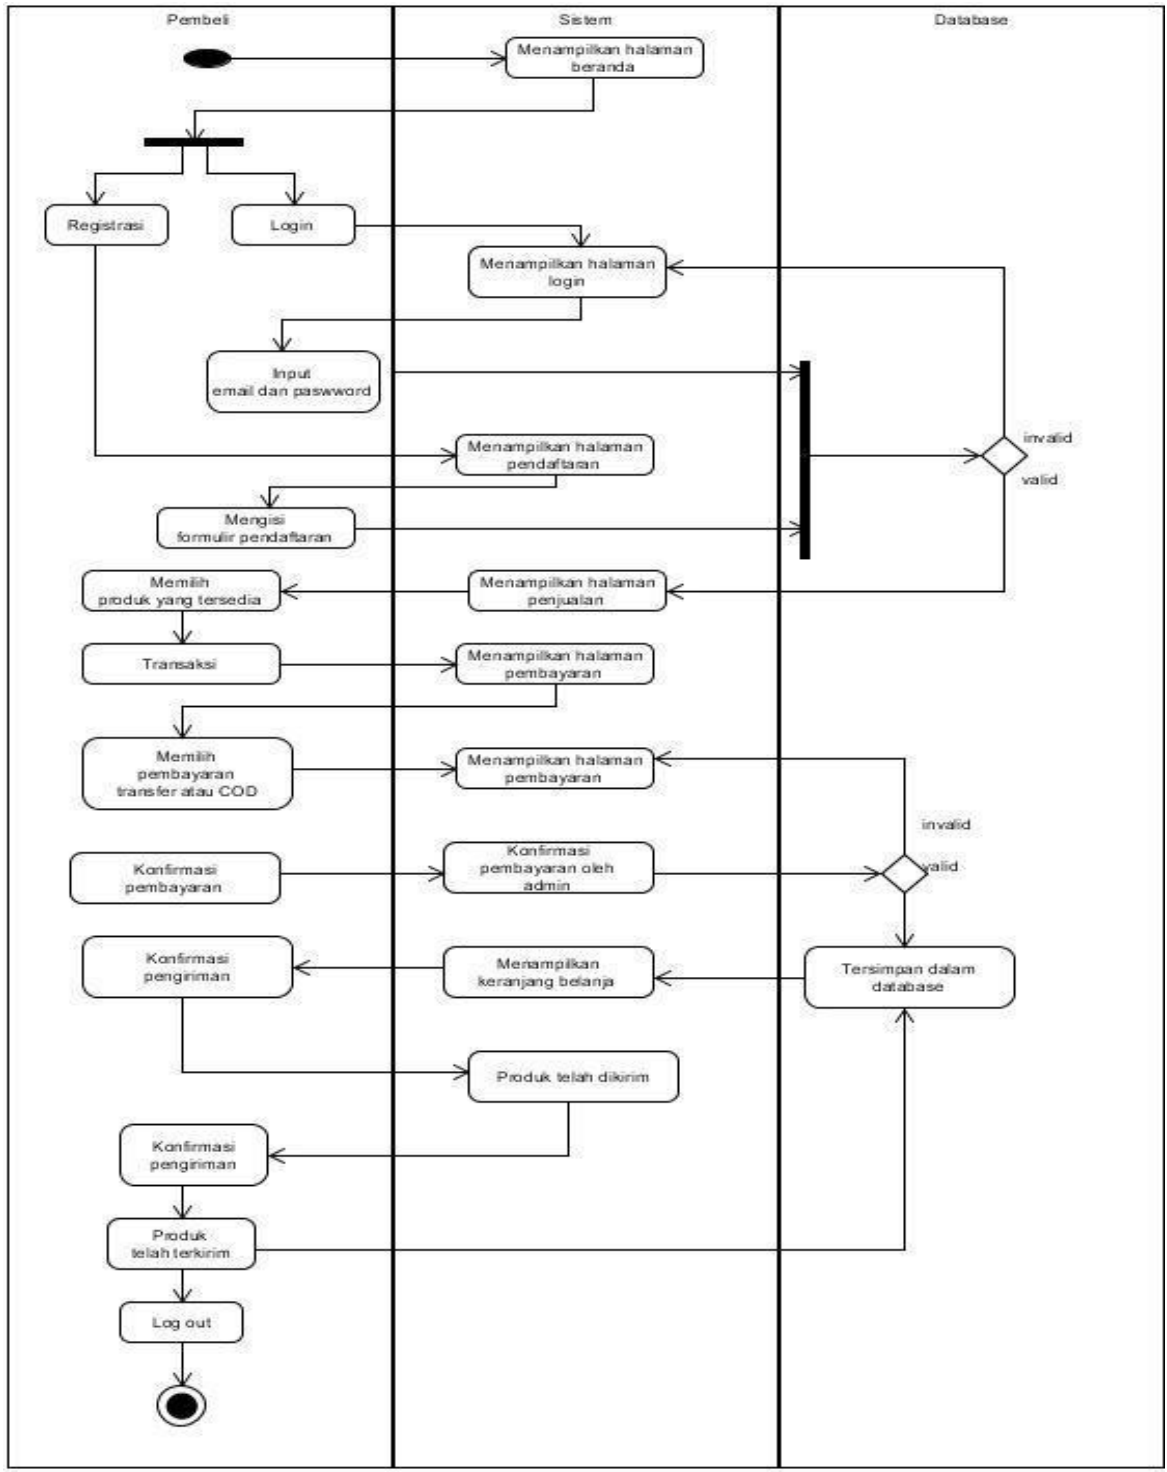 Pembeli
Sistem
Database
Menampilkan halaman
beranda
Registrasi
Login
Menampilkan halaman
login
Input
email dan paswword
invalid
valid
Menampilkan halaman
pendaftaran
Mengisi
formulir pendaftaran
Memilih
produk yang tersedia
Menampilkan halaman
penjualan
Transaksi
Menampilkan halaman
pembayaran
Memilih
pembayaran
transfer atau COD
Menampilkan halaman
pembayaran
invalid
valid
Konfirmasi
pembayaran
Konfirmasi
pembayaran oleh
admin
Konfirmasi
pengiriman
Menampilkan
keranjang belanja
Tersimpan dalam
database
Produk telah dikirim
Konfirmasi
pengiriman
Produk
telah terkirim
Log out